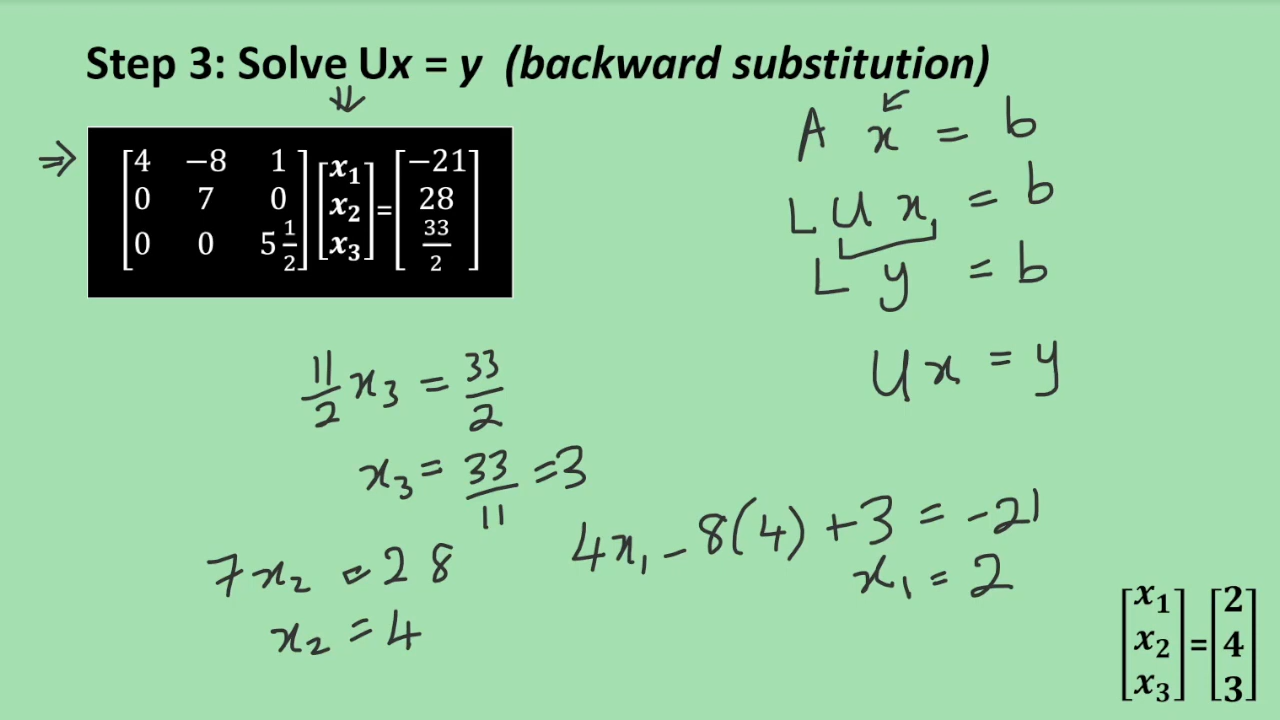 Step 3: Solve Ux = y (backward substitution)
⇓
⇒
[4 −8 1] [x₁] [−21]
[0 7 0] [x₂] = [28]
[0 0 5 1/2] [x₃] [33/2]
A x = b
L U x = b
L y = b
U x = y
11/2 x₃ = 33/2
x₃ = 33/11 = 3
7x₂ = 28
x₂ = 4
4x₁ − 8(4) + 3 = −21
x₁ = 2
[x₁] [2]
[x₂] = [4]
[x₃] [3]